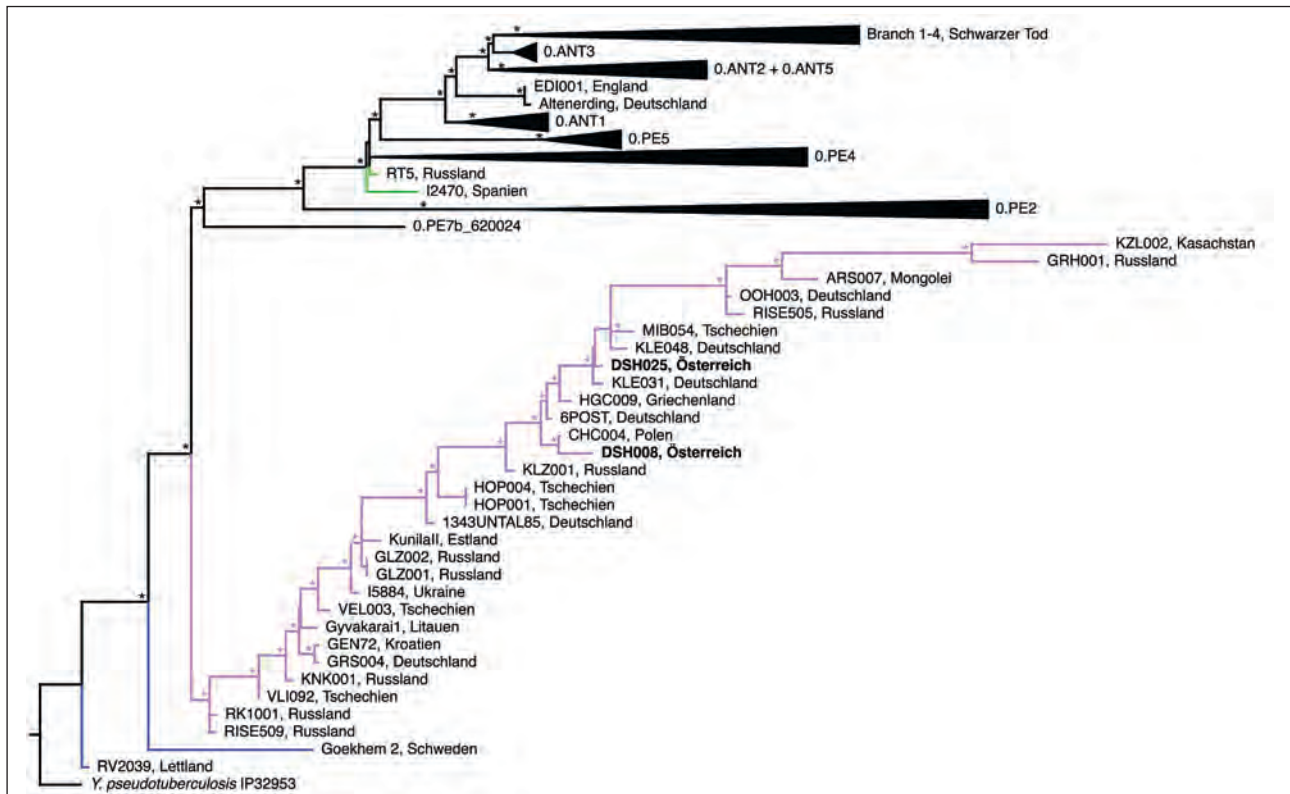 Branch 1-4, Schwarzer Tod
0.ANT3
0.ANT2 + 0.ANT5
EDI001, England
Altenerding, Deutschland
0.ANT1
0.PE5
0.PE4
RT5, Russland
I2470, Spanien
0.PE2
0.PE7b_620024
KZL002, Kasachstan
GRH001, Russland
ARS007, Mongolei
OOH003, Deutschland
RISE505, Russland
MIB054, Tschechien
KLE048, Deutschland
DSH025, Österreich
KLE031, Deutschland
HGC009, Griechenland
6POST, Deutschland
CHC004, Polen
DSH008, Österreich
KLZ001, Russland
HOP004, Tschechien
HOP001, Tschechien
1343UNTAL85, Deutschland
KunilaII, Estland
GLZ002, Russland
GLZ001, Russland
I5884, Ukraine
VEL003, Tschechien
Gyvakarai1, Litauen
GEN72, Kroatien
GRS004, Deutschland
KNK001, Russland
VLI092, Tschechien
RK1001, Russland
RISE509, Russland
Goekhem 2, Schweden
RV2039, Lettland
Y. pseudotuberculosis IP32953